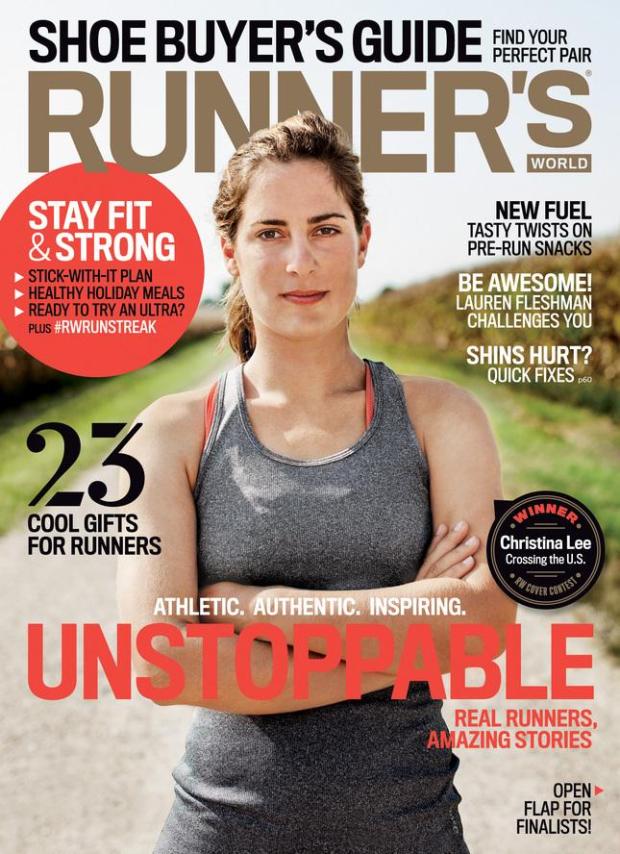 SHOE BUYER'S GUIDE
FIND YOUR
PERFECT PAIR
RUNNER'S
WORLD
STAY FIT
& STRONG
▶ STICK-WITH-IT PLAN
▶ HEALTHY HOLIDAY MEALS
▶ READY TO TRY AN ULTRA?
PLUS #RWRUNSTREAK
NEW FUEL
TASTY TWISTS ON
PRE-RUN SNACKS
BE AWESOME!
LAUREN FLESHMAN
CHALLENGES YOU
SHINS HURT?
QUICK FIXES p60
23
COOL GIFTS
FOR RUNNERS
WINNER
Christina Lee
Crossing the U.S.
RW COVER CONTEST
ATHLETIC. AUTHENTIC. INSPIRING.
UNSTOPPABLE
REAL RUNNERS,
AMAZING STORIES
OPEN ▶
FLAP FOR
FINALISTS!